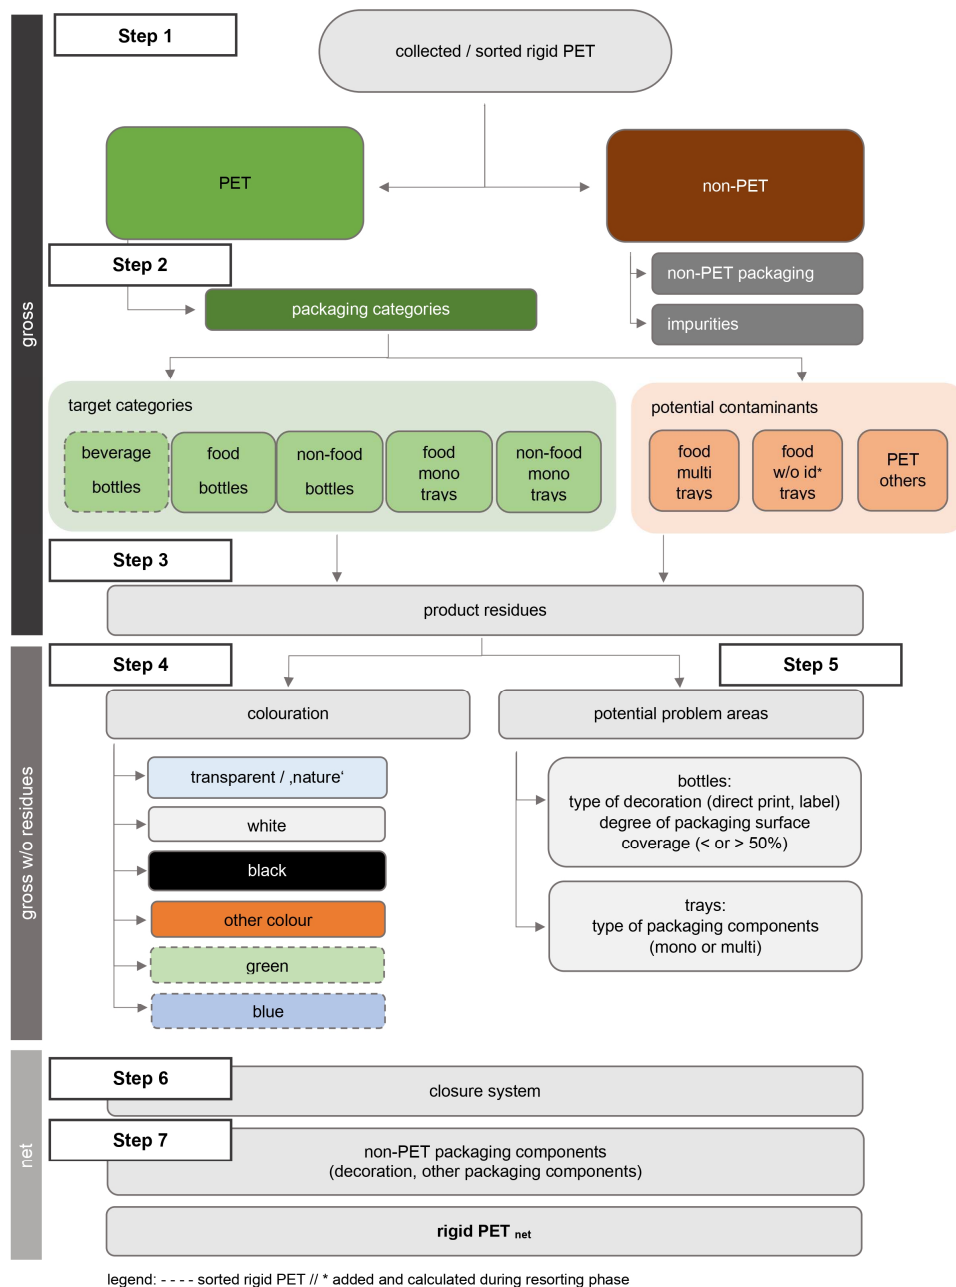 Step 1
collected / sorted rigid PET
PET
non-PET
Step 2
non-PET packaging
packaging categories
impurities
gross
target categories
potential contaminants
beverage
bottles
food
bottles
non-food
bottles
food
mono
trays
non-food
mono
trays
food
multi
trays
food
w/o id*
trays
PET
others
Step 3
product residues
gross w/o residues
Step 4
Step 5
colouration
potential problem areas
transparent / ‚nature‘
white
black
other colour
green
blue
bottles:
type of decoration (direct print, label)
degree of packaging surface
coverage (< or > 50%)
trays:
type of packaging components
(mono or multi)
net
Step 6
closure system
Step 7
non-PET packaging components
(decoration, other packaging components)
rigid PET net
legend: - - - - sorted rigid PET // * added and calculated during resorting phase